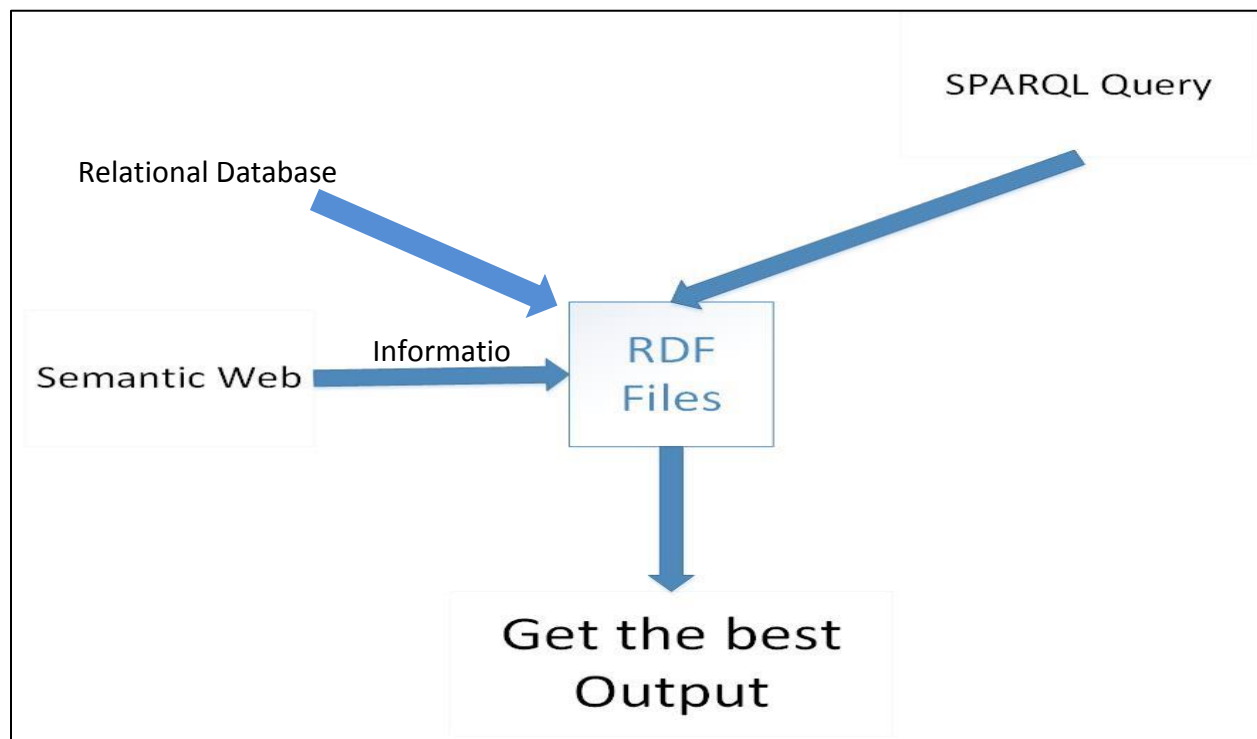 SPARQL Query
Relational Database
Informatio
Semantic Web
RDF
Files
Get the best
Output